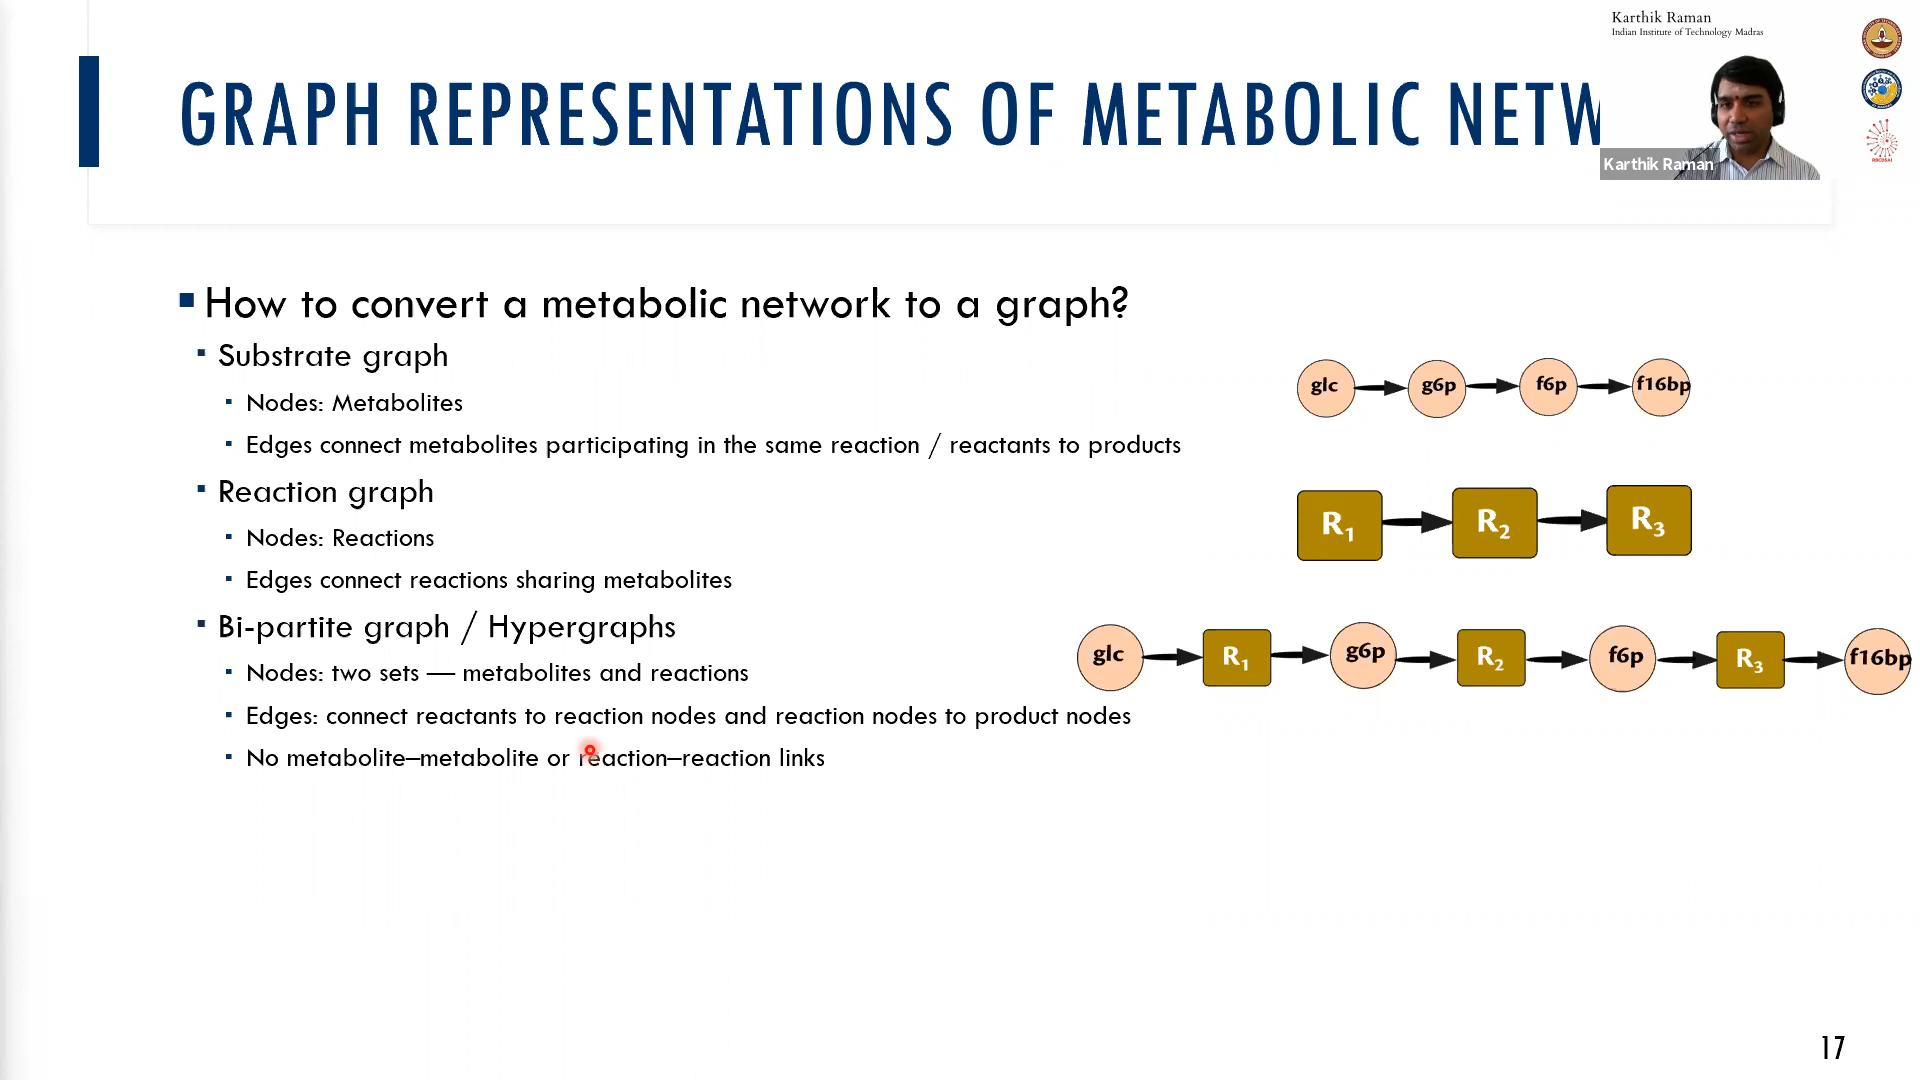 Karthik Raman
Indian Institute of Technology Madras
GRAPH REPRESENTATIONS OF METABOLIC NETW
Karthik Raman
RBCDSAI
▪ How to convert a metabolic network to a graph?
▪ Substrate graph
▪ Nodes: Metabolites
▪ Edges connect metabolites participating in the same reaction / reactants to products
glc g6p f6p f16bp
▪ Reaction graph
▪ Nodes: Reactions
▪ Edges connect reactions sharing metabolites
R1 R2 R3
▪ Bi-partite graph / Hypergraphs
▪ Nodes: two sets — metabolites and reactions
▪ Edges: connect reactants to reaction nodes and reaction nodes to product nodes
▪ No metabolite–metabolite or reaction–reaction links
glc R1 g6p R2 f6p R3 f16bp
17